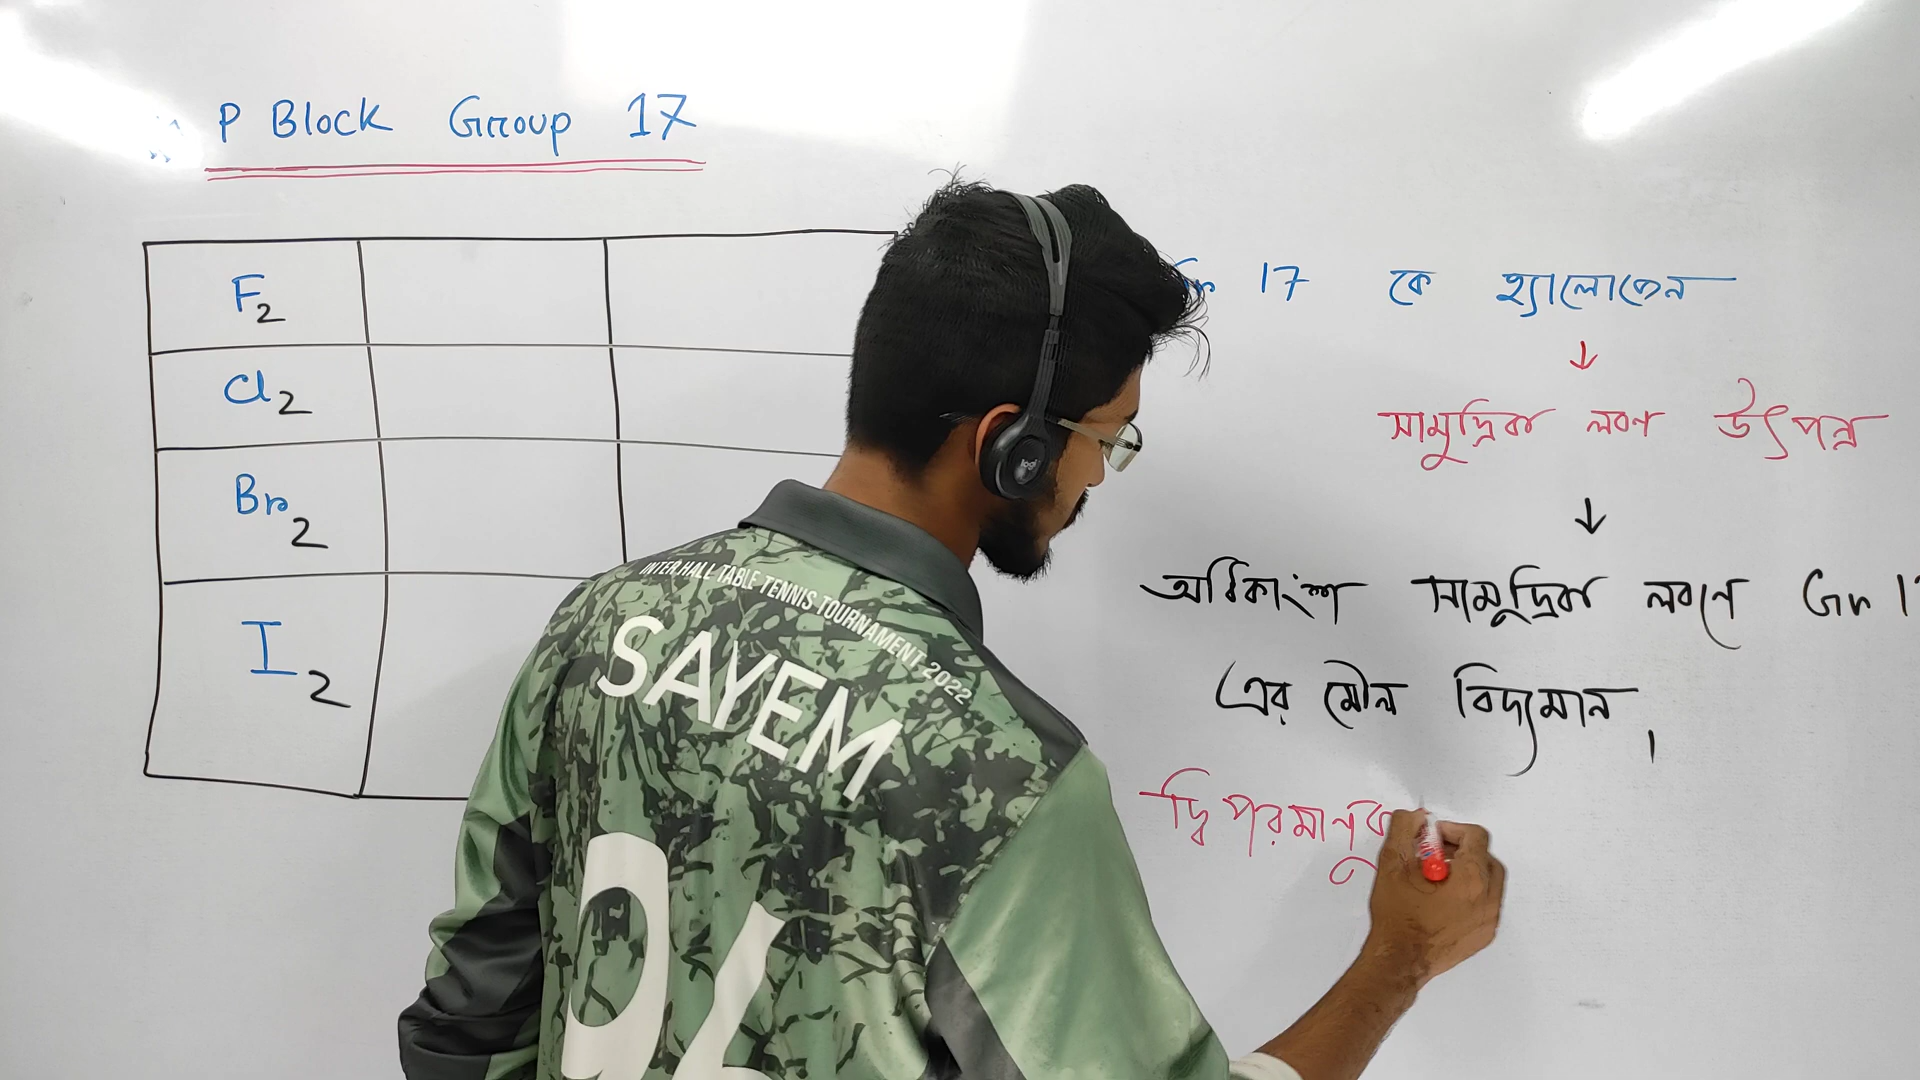 P Block Group 17
F2
Cl2
Br2
I2
17 কে হ্যালোজেন
↓
সামুদ্রিক লবণ উৎপন্ন
↓
অধিকাংশ সামুদ্রিক লবণে Gr
এর মৌল বিদ্যমান।
দ্বি পরমানুক
INTER HALL TABLE TENNIS TOURNAMENT-2022
SAYEM
logi